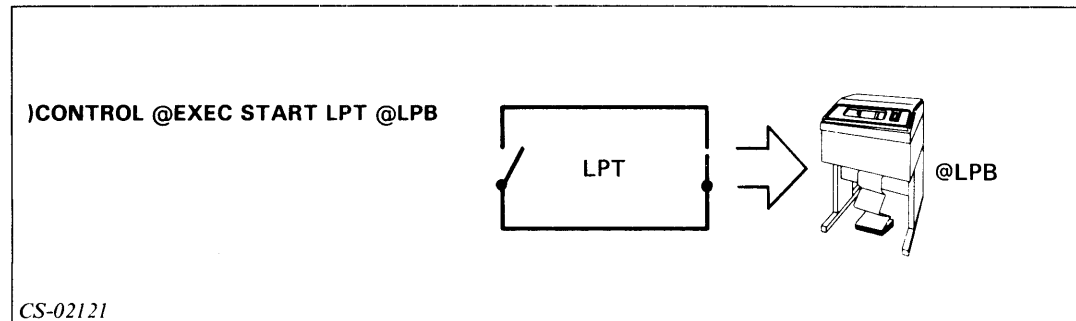 )CONTROL @EXEC START LPT @LPB
LPT
@LPB
CS-02121